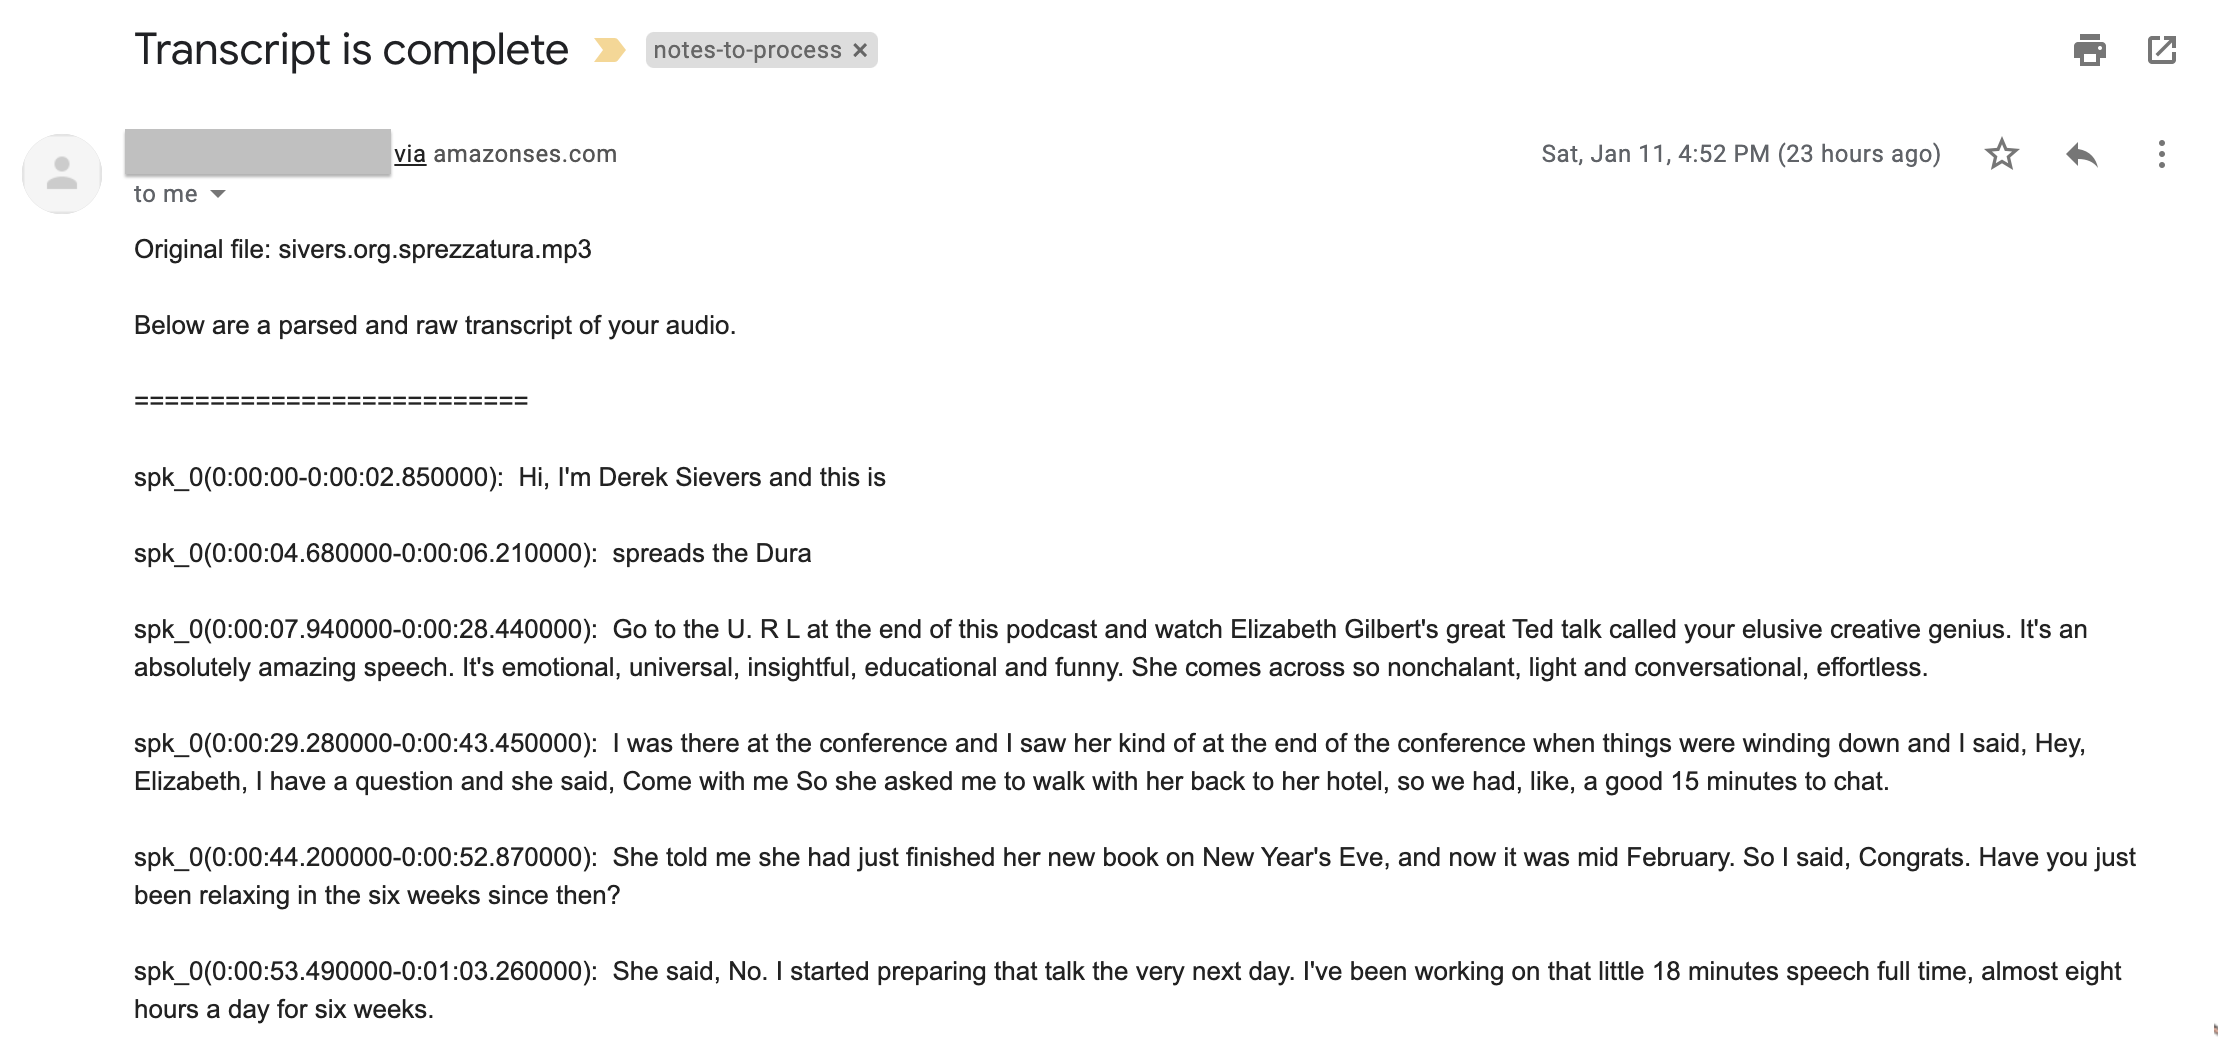 Transcript is complete notes-to-process ×
via amazonses.com Sat, Jan 11, 4:52 PM (23 hours ago)
to me
Original file: sivers.org.sprezzatura.mp3
Below are a parsed and raw transcript of your audio.
==========================
spk_0(0:00:00-0:00:02.850000): Hi, I'm Derek Sievers and this is
spk_0(0:00:04.680000-0:00:06.210000): spreads the Dura
spk_0(0:00:07.940000-0:00:28.440000): Go to the U. R L at the end of this podcast and watch Elizabeth Gilbert's great Ted talk called your elusive creative genius. It's an
absolutely amazing speech. It's emotional, universal, insightful, educational and funny. She comes across so nonchalant, light and conversational, effortless.
spk_0(0:00:29.280000-0:00:43.450000): I was there at the conference and I saw her kind of at the end of the conference when things were winding down and I said, Hey,
Elizabeth, I have a question and she said, Come with me So she asked me to walk with her back to her hotel, so we had, like, a good 15 minutes to chat.
spk_0(0:00:44.200000-0:00:52.870000): She told me she had just finished her new book on New Year's Eve, and now it was mid February. So I said, Congrats. Have you just
been relaxing in the six weeks since then?
spk_0(0:00:53.490000-0:01:03.260000): She said, No. I started preparing that talk the very next day. I've been working on that little 18 minutes speech full time, almost eight
hours a day for six weeks.